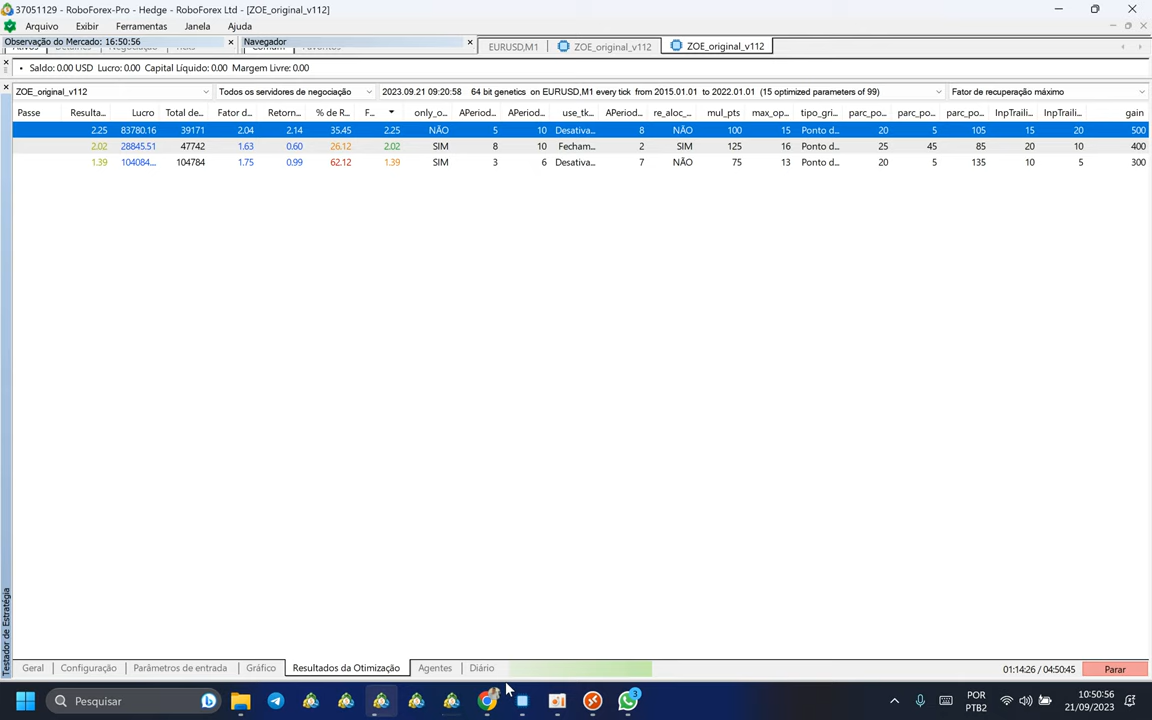 37051129 - RoboForex-Pro - Hedge - RoboForex Ltd - [ZOE_original_v112]
Arquivo Exibir Ferramentas Janela Ajuda
Observação do Mercado: 16:50:56 Navegador EURUSD,M1 ZOE_original_v112 ZOE_original_v112
Saldo: 0.00 USD Lucro: 0.00 Capital Líquido: 0.00 Margem Livre: 0.00
ZOE_original_v112 Todos os servidores de negociação 2023.09.21 09:20:58 64 bit genetics on EURUSD,M1 every tick from 2015.01.01 to 2022.01.01 (15 optimized parameters of 99) Fator de recuperação máximo
Passe Resulta... Lucro Total de... Fator d... Retorn... % de R... F... only_o... APeriod... APeriod... use_tk... APeriod... re_aloc_... mul_pts max_op... tipo_gri... parc_po... parc_po... parc_po... InpTraili... InpTraili... gain
2.25 83780.16 39171 2.04 2.14 35.45 2.25 NÃO 5 10 Desativa... 8 NÃO 100 15 Ponto d... 20 5 105 15 20 500
2.02 28845.51 47742 1.63 0.60 26.12 2.02 SIM 8 10 Fecham... 2 SIM 125 16 Ponto d... 25 45 85 20 10 400
1.39 104084... 104784 1.75 0.99 62.12 1.39 SIM 3 6 Desativa... 7 NÃO 75 13 Ponto d... 20 5 135 10 5 300
Testador de Estratégia
Geral Configuração Parâmetros de entrada Gráfico Resultados da Otimização Agentes Diário 01:14:26 / 04:50:45 Parar
Pesquisar 3 POR 10:50:56
PTB2 21/09/2023